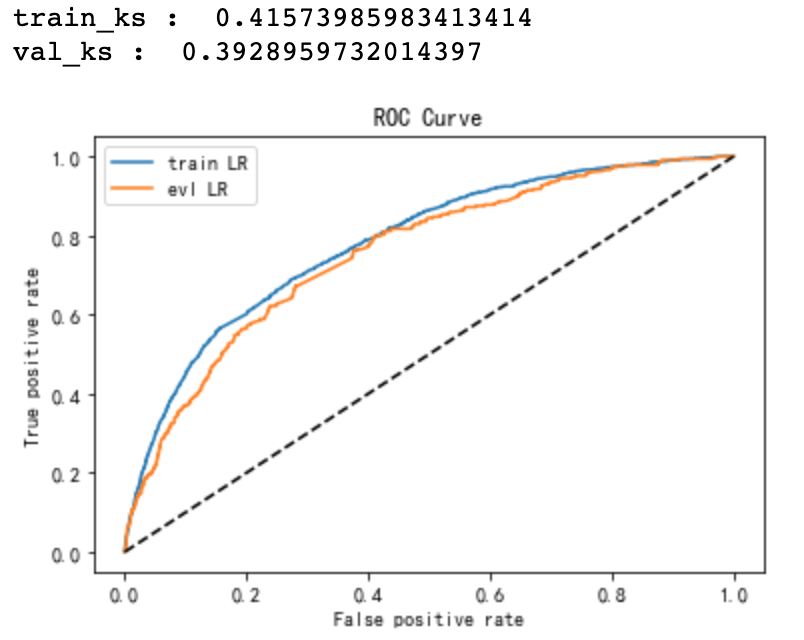 train_ks :  0.41573985983413414
val_ks :  0.3928959732014397
ROC Curve
train LR
evl LR
True positive rate
1.0
0.8
0.6
0.4
0.2
0.0
0.0 0.2 0.4 0.6 0.8 1.0
False positive rate